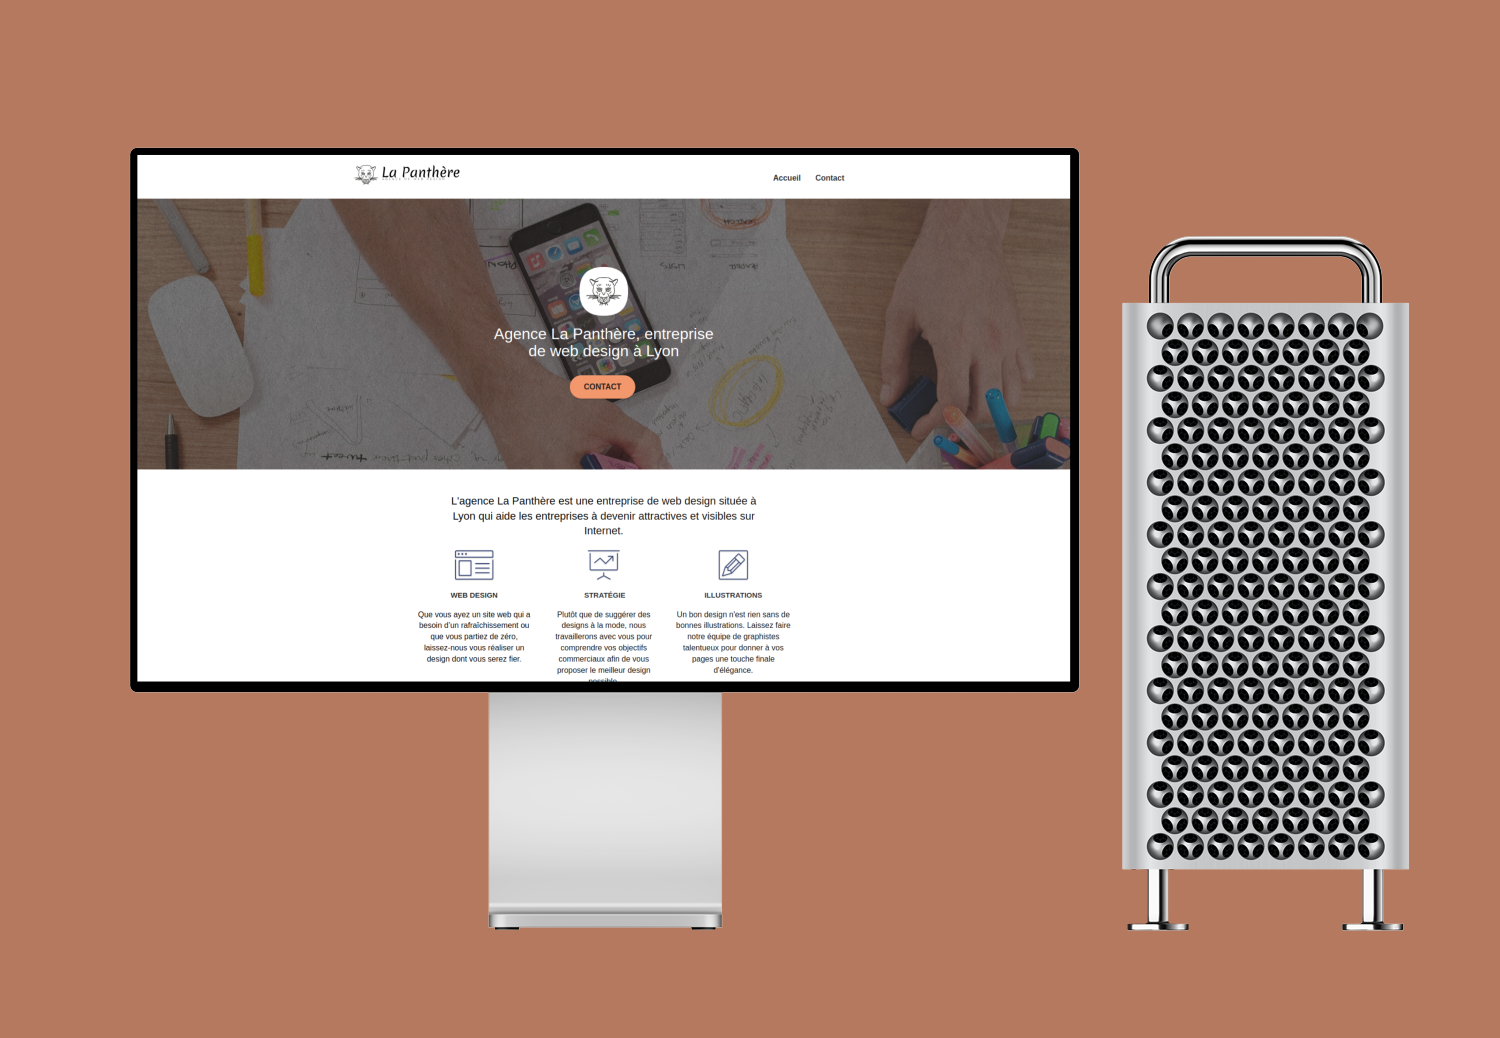 La Panthère
Accueil
Contact
Agence La Panthère, entreprise
de web design à Lyon
CONTACT
L'agence La Panthère est une entreprise de web design située à
Lyon qui aide les entreprises à devenir attractives et visibles sur
Internet.
WEB DESIGN
Que vous ayez un site web qui a
besoin d'un rafraîchissement ou
que vous partiez de zéro,
laissez-nous vous réaliser un
design dont vous serez fier.
STRATÉGIE
Plutôt que de suggérer des
designs à la mode, nous
travaillerons avec vous pour
comprendre vos objectifs
commerciaux afin de vous
proposer le meilleur design
possible
ILLUSTRATIONS
Un bon design n'est rien sans de
bonnes illustrations. Laissez faire
notre équipe de graphistes
talentueux pour donner à vos
pages une touche finale
d'élégance.